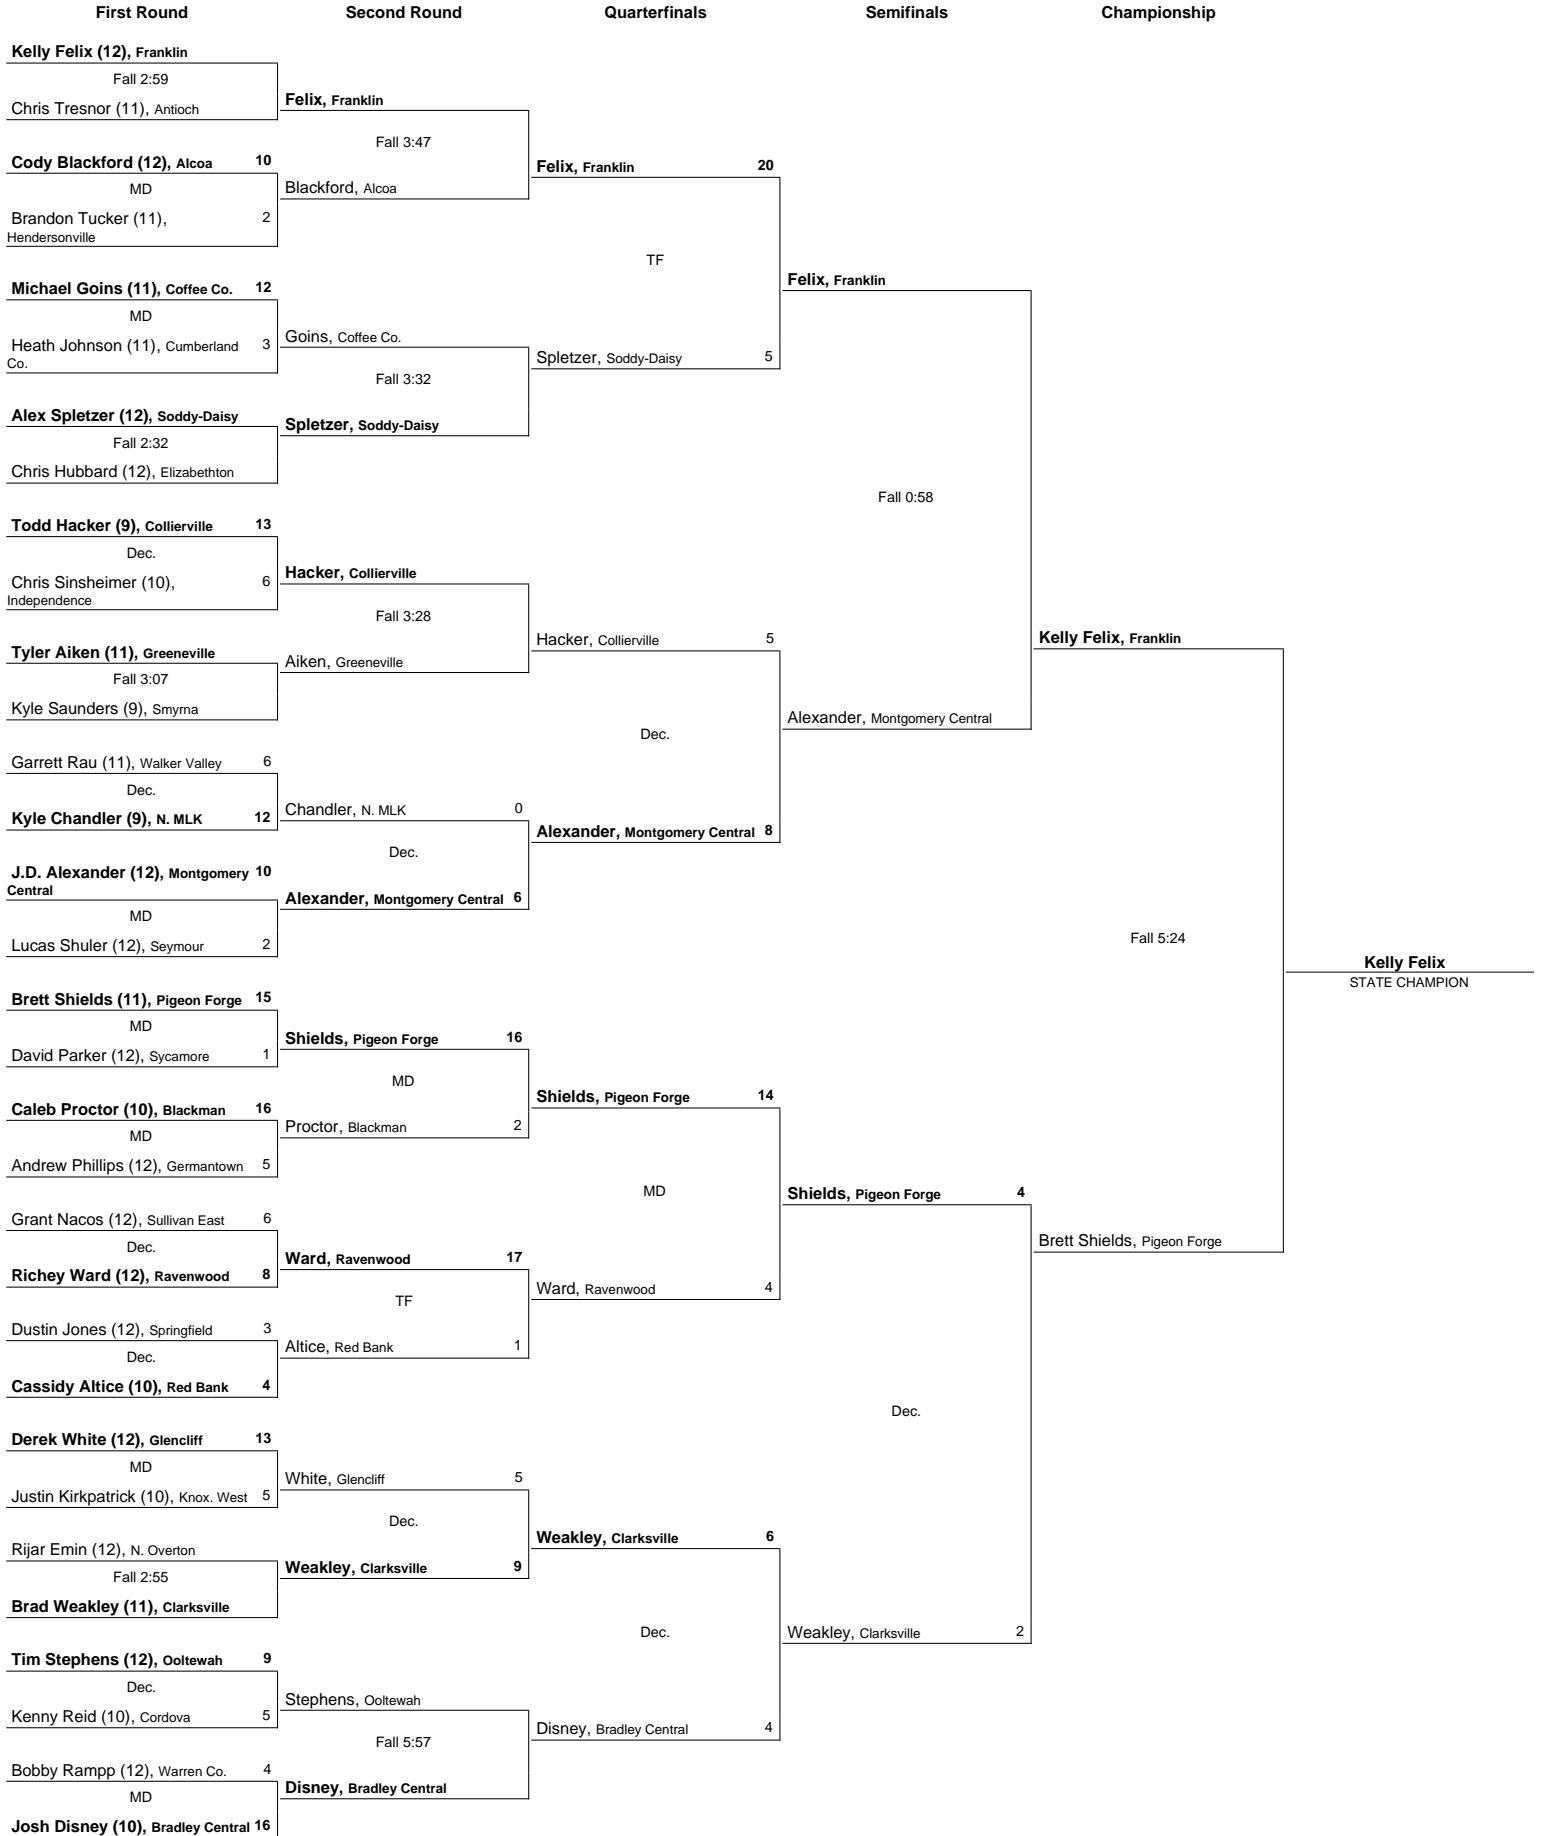 First Round
Second Round
Quarterfinals
Semifinals
Championship
Kelly Felix (12), Franklin
Fall 2:59
Chris Tresnor (11), Antioch
Cody Blackford (12), Alcoa 10
MD
Brandon Tucker (11), 2
Hendersonville
Michael Goins (11), Coffee Co. 12
MD
Heath Johnson (11), Cumberland 3
Co.
Alex Spletzer (12), Soddy-Daisy
Fall 2:32
Chris Hubbard (12), Elizabethton
Todd Hacker (9), Collierville 13
Dec.
Chris Sinsheimer (10), 6
Independence
Tyler Aiken (11), Greeneville
Fall 3:07
Kyle Saunders (9), Smyrna
Garrett Rau (11), Walker Valley 6
Dec.
Kyle Chandler (9), N. MLK 12
J.D. Alexander (12), Montgomery 10
Central
MD
Lucas Shuler (12), Seymour 2
Brett Shields (11), Pigeon Forge 15
MD
David Parker (12), Sycamore 1
Caleb Proctor (10), Blackman 16
MD
Andrew Phillips (12), Germantown 5
Grant Nacos (12), Sullivan East 6
Dec.
Richey Ward (12), Ravenwood 8
Dustin Jones (12), Springfield 3
Dec.
Cassidy Altice (10), Red Bank 4
Derek White (12), Glencliff 13
MD
Justin Kirkpatrick (10), Knox. West 5
Rijar Emin (12), N. Overton
Fall 2:55
Brad Weakley (11), Clarksville
Tim Stephens (12), Ooltewah 9
Dec.
Kenny Reid (10), Cordova 5
Bobby Rampp (12), Warren Co. 4
MD
Josh Disney (10), Bradley Central 16
Felix, Franklin
Fall 3:47
Blackford, Alcoa
Goins, Coffee Co.
Fall 3:32
Spletzer, Soddy-Daisy
Hacker, Collierville
Fall 3:28
Aiken, Greeneville
Chandler, N. MLK 0
Dec.
Alexander, Montgomery Central 6
Shields, Pigeon Forge 16
MD
Proctor, Blackman 2
Ward, Ravenwood 17
TF
Altice, Red Bank 1
White, Glencliff 5
Dec.
Weakley, Clarksville 9
Stephens, Ooltewah
Fall 5:57
Disney, Bradley Central
Felix, Franklin 20
TF
Spletzer, Soddy-Daisy 5
Hacker, Collierville 5
Dec.
Alexander, Montgomery Central 8
Shields, Pigeon Forge 14
MD
Ward, Ravenwood 4
Weakley, Clarksville 6
Dec.
Disney, Bradley Central 4
Felix, Franklin
Fall 0:58
Alexander, Montgomery Central
Shields, Pigeon Forge 4
Dec.
Weakley, Clarksville 2
Kelly Felix, Franklin
Fall 5:24
Brett Shields, Pigeon Forge
Kelly Felix
STATE CHAMPION